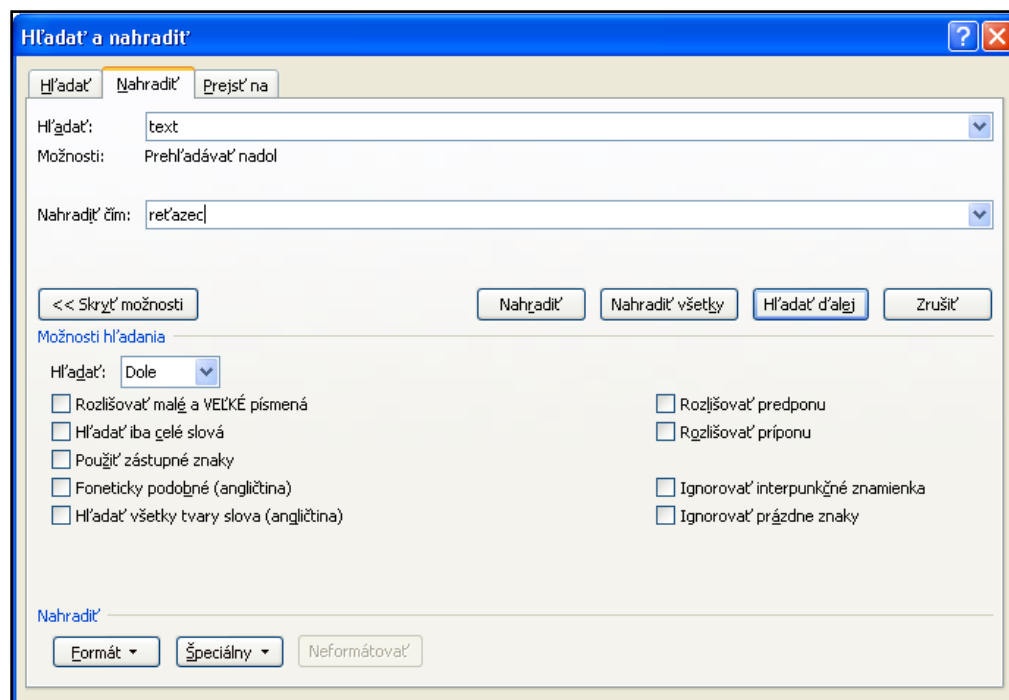 Hľadať a nahradiť
Hľadať Nahradiť Prejsť na
Hľadať: text
Možnosti: Prehľadávať nadol
Nahradiť čím: reťazec
<< Skryť možnosti Nahradiť Nahradiť všetky Hľadať ďalej Zrušiť
Možnosti hľadania
Hľadať: Dole
Rozlišovať malé a VEĽKÉ písmená Rozlišovať predponu
Hľadať iba celé slová Rozlišovať príponu
Použiť zástupné znaky
Foneticky podobné (angličtina) Ignorovať interpunkčné znamienka
Hľadať všetky tvary slova (angličtina) Ignorovať prázdne znaky
Nahradiť
Formát Špeciálny Neformátovať